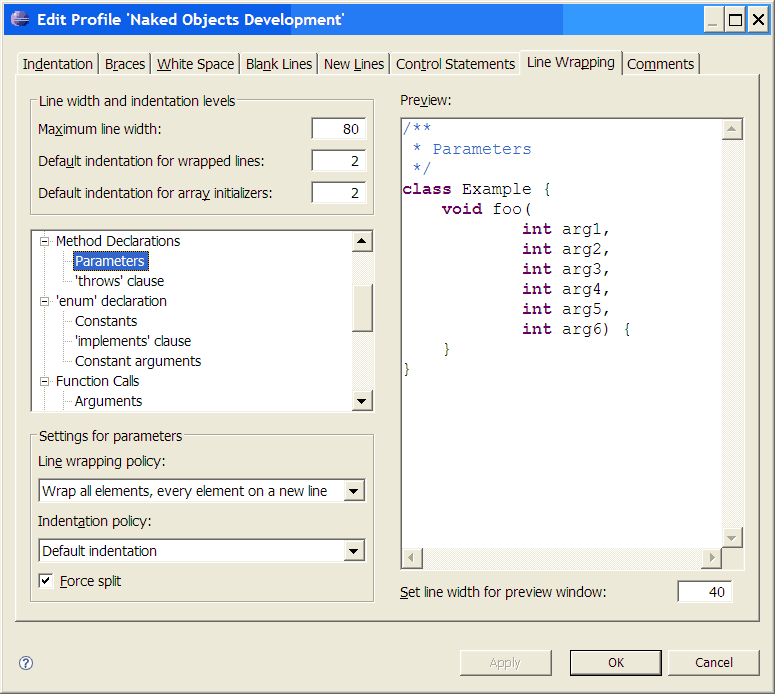 Edit Profile 'Naked Objects Development'
Indentation Braces White Space Blank Lines New Lines Control Statements Line Wrapping Comments
Line width and indentation levels
Maximum line width: 80
Default indentation for wrapped lines: 2
Default indentation for array initializers: 2
Method Declarations
Parameters
'throws' clause
'enum' declaration
Constants
'implements' clause
Constant arguments
Function Calls
Arguments
Settings for parameters
Line wrapping policy:
Wrap all elements, every element on a new line
Indentation policy:
Default indentation
Force split
Preview:
/**
 * Parameters
 */
class Example {
    void foo(
            int arg1,
            int arg2,
            int arg3,
            int arg4,
            int arg5,
            int arg6) {
    }
}
Set line width for preview window: 40
?
Apply OK Cancel